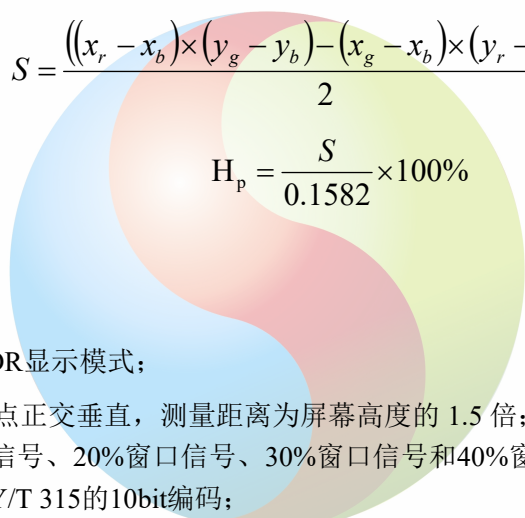 S = ((x_r − x_b)×(y_g − y_b)−(x_g − x_b)×(y_r −
2
H_p = S / 0.1582 ×100%
DR显示模式；
点正交垂直，测量距离为屏幕高度的 1.5 倍；
信号、20%窗口信号、30%窗口信号和40%窗
Y/T 315的10bit编码；